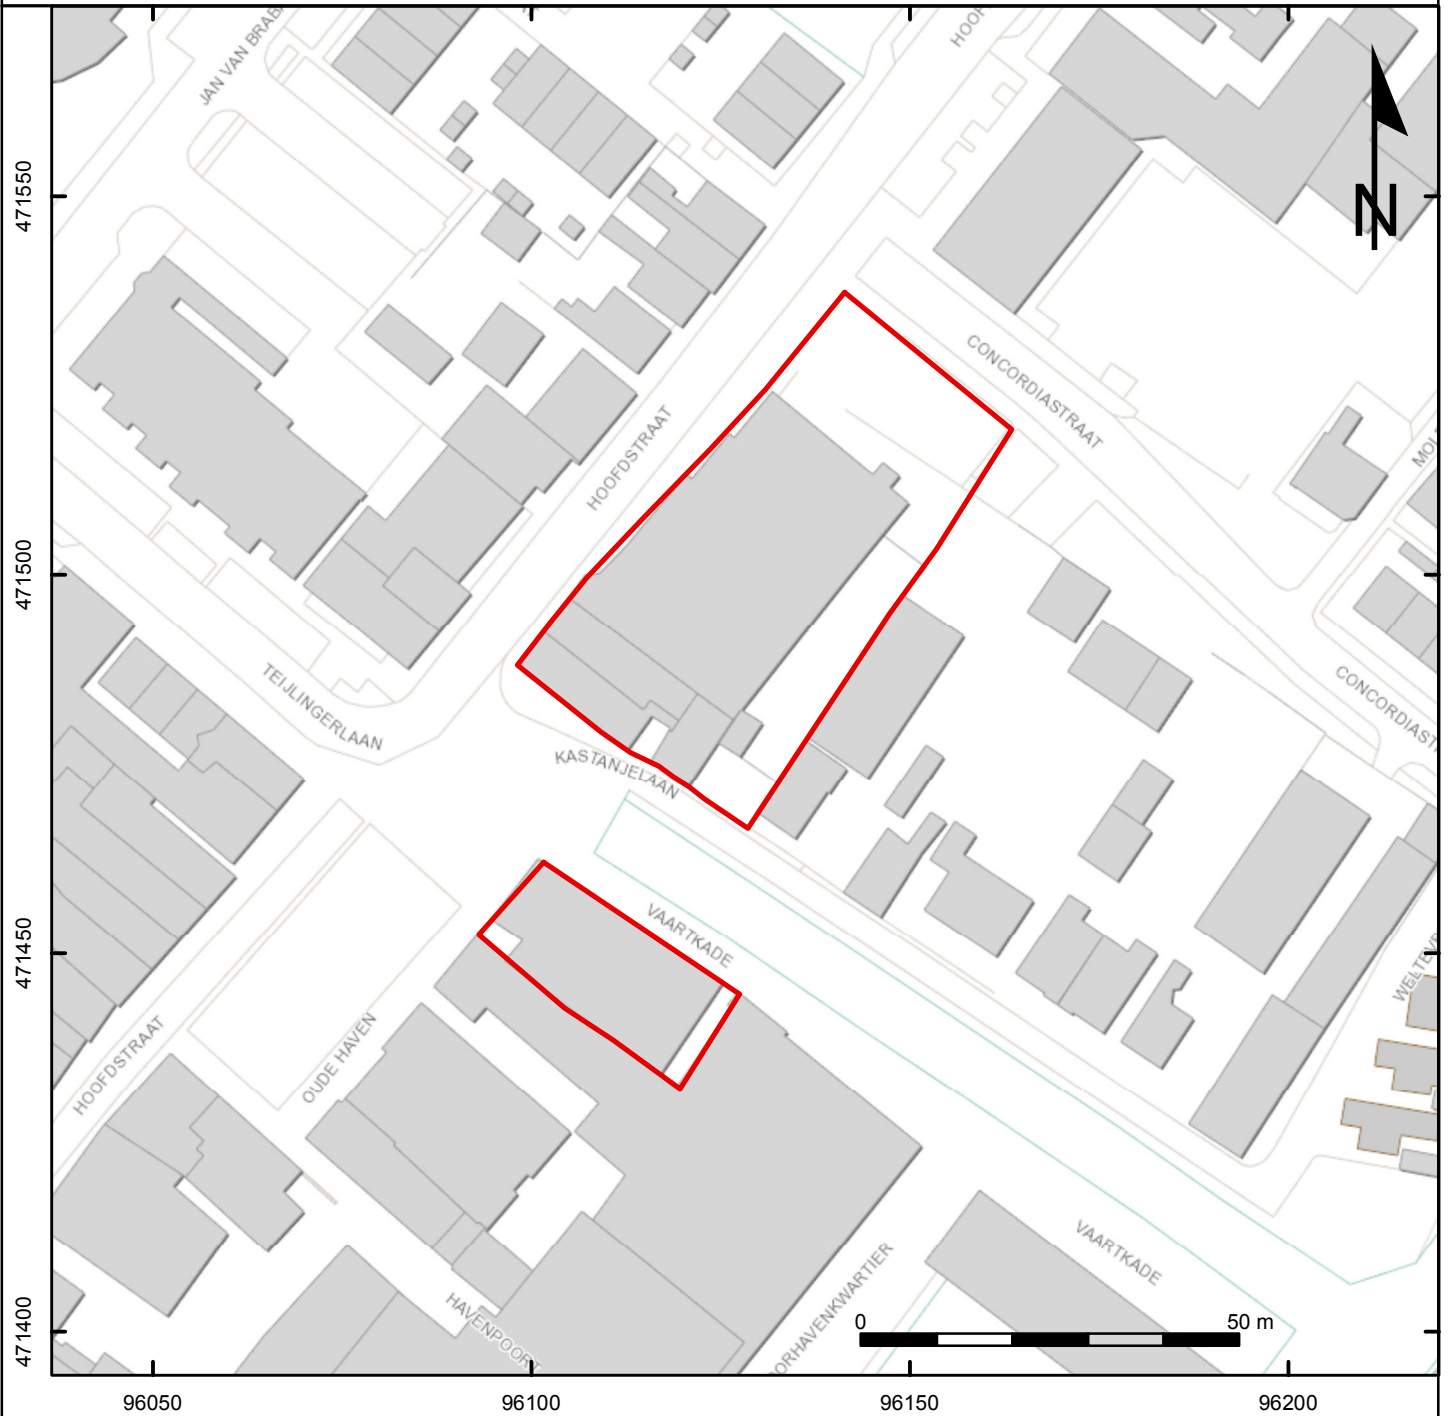 JAN VAN BRAB
HOOF
471550
N
CONCORDIASTRAAT
HOOFDSTRAAT
MOL
471500
TEIJLINGERLAAN
CONCORDIAST
KASTANJELAAN
VAARTKADE
471450
WELTEV
HOOFDSTRAAT
OUDE HAVEN
VAARTKADE
HAVENPOORT
ORHAVENKWARTIER
0 50 m
471400
96050 96100 96150 96200